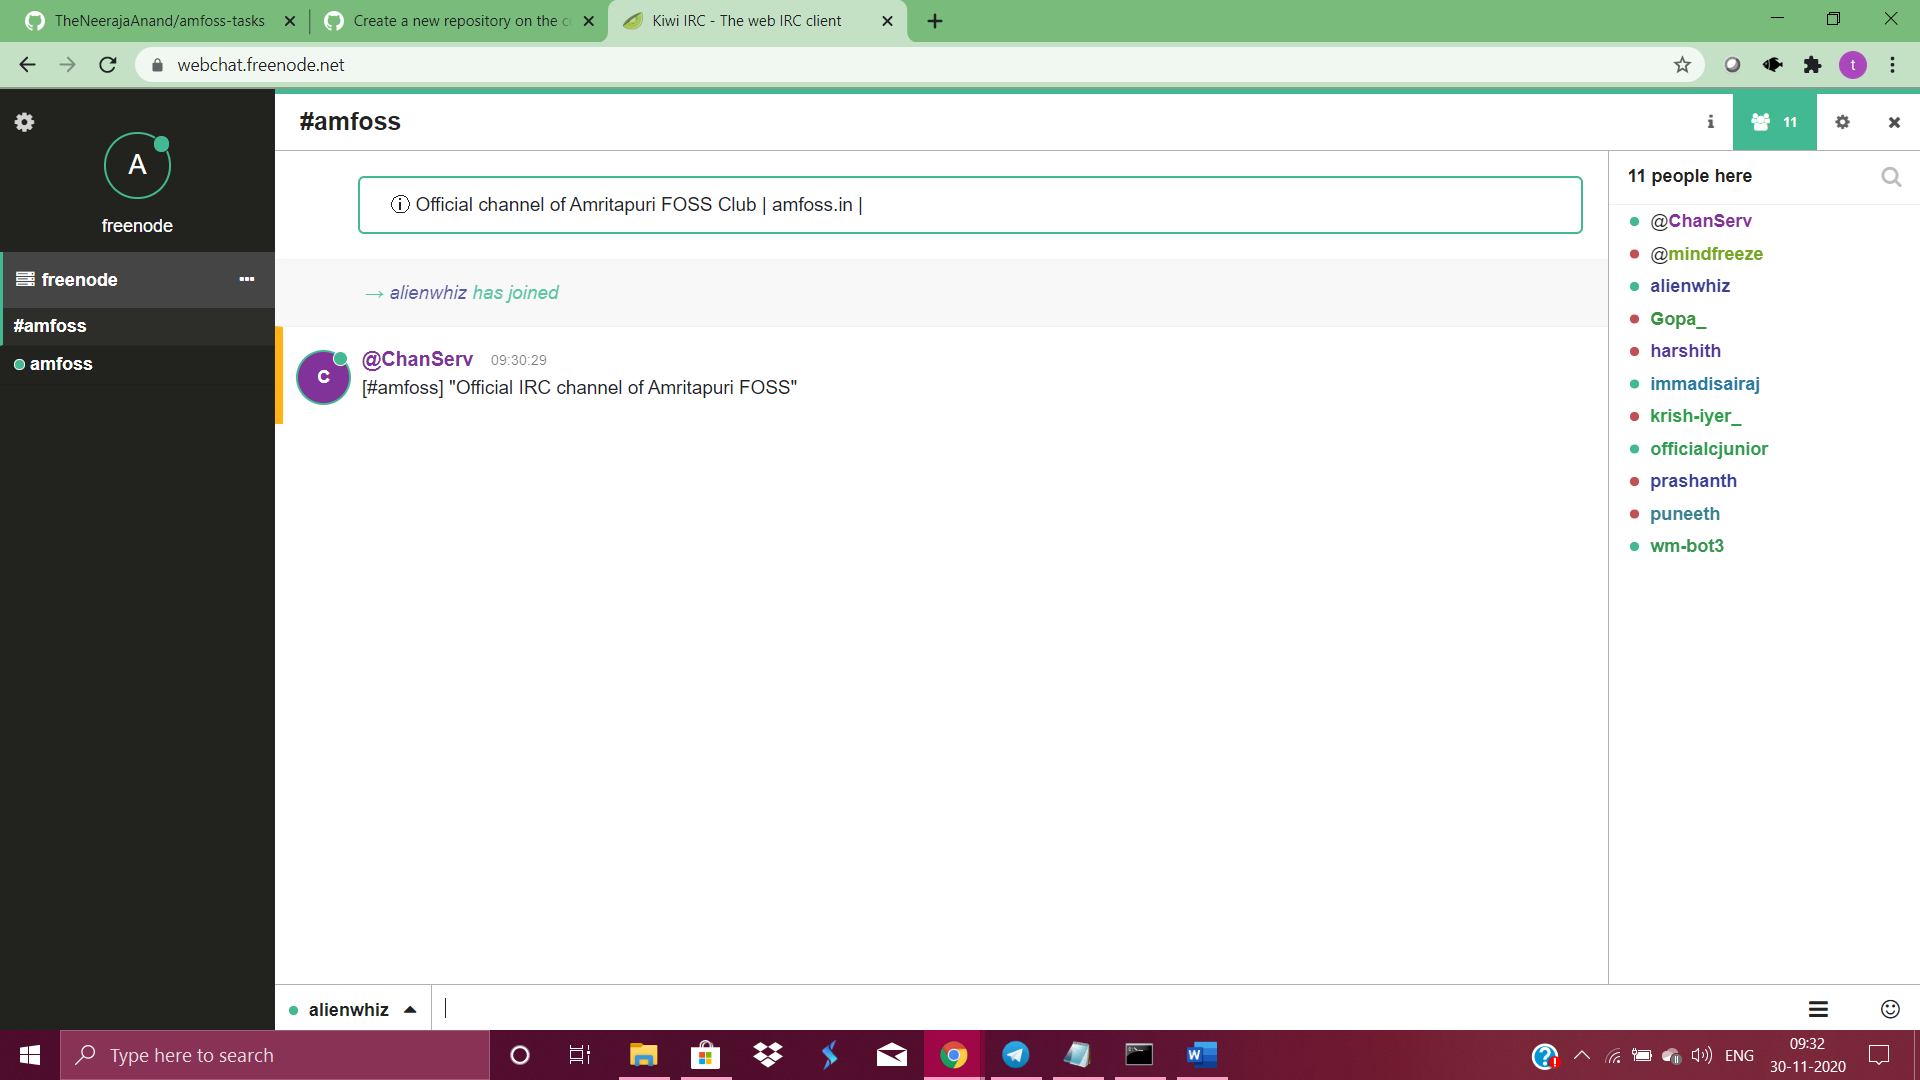 TheNeerajaAnand/amfoss-tasks
Create a new repository on the c
Kiwi IRC - The web IRC client
webchat.freenode.net
t
A
freenode
freenode
#amfoss
amfoss
#amfoss
11
Official channel of Amritapuri FOSS Club | amfoss.in |
→ alienwhiz has joined
C
@ChanServ 09:30:29
[#amfoss] "Official IRC channel of Amritapuri FOSS"
11 people here
@ChanServ
@mindfreeze
alienwhiz
Gopa_
harshith
immadisairaj
krish-iyer_
officialcjunior
prashanth
puneeth
wm-bot3
alienwhiz
Type here to search
ENG
09:32
30-11-2020